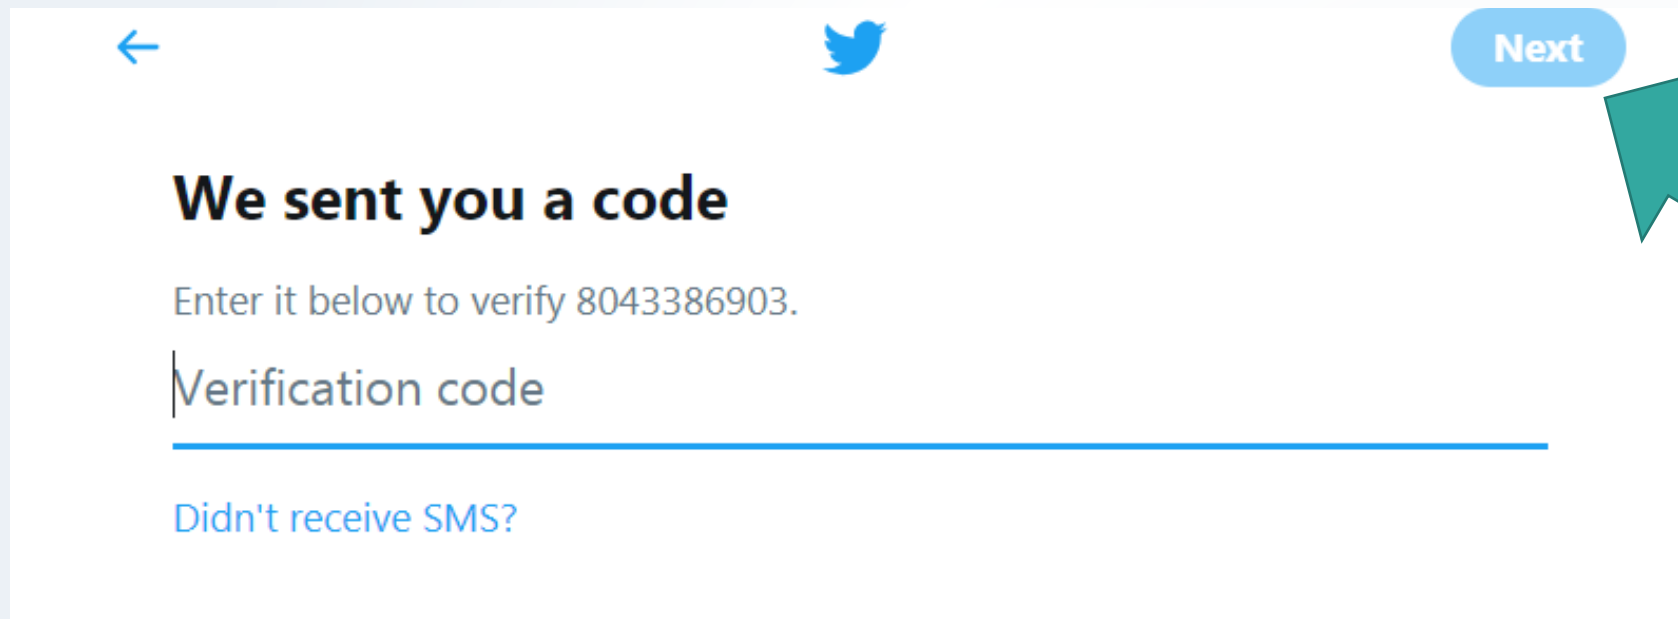 Next
We sent you a code
Enter it below to verify 8043386903.
Verification code
Didn't receive SMS?